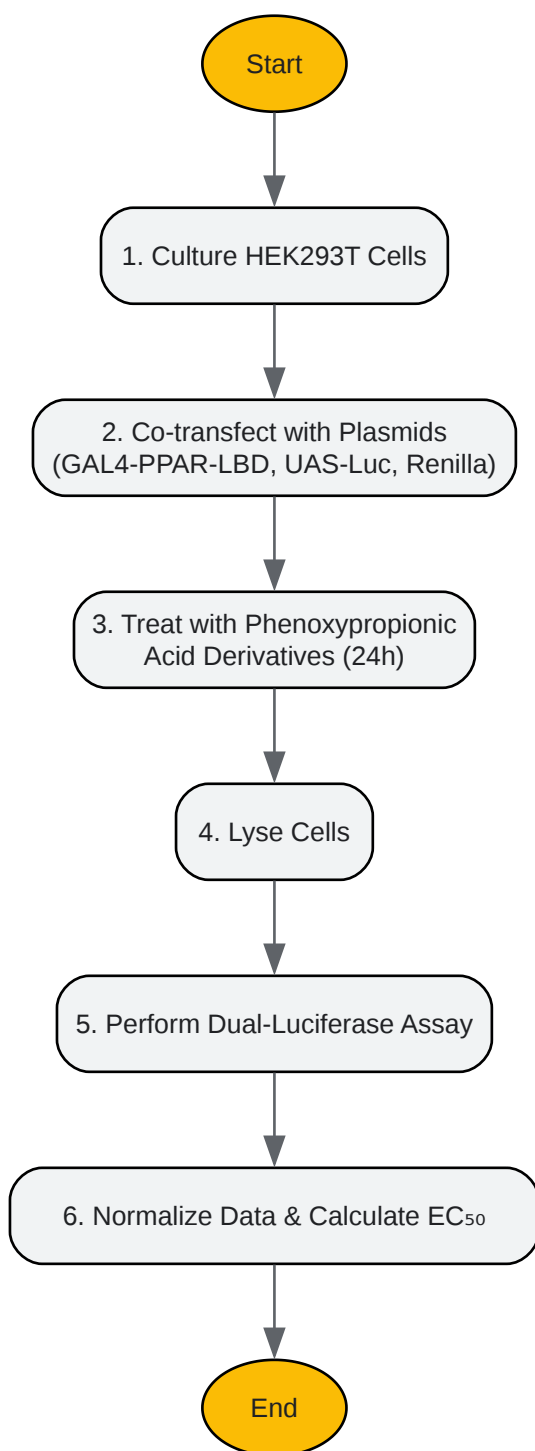 Start
1. Culture HEK293T Cells
2. Co-transfect with Plasmids
(GAL4-PPAR-LBD, UAS-Luc, Renilla)
3. Treat with Phenoxypropionic
Acid Derivatives (24h)
4. Lyse Cells
5. Perform Dual-Luciferase Assay
6. Normalize Data & Calculate EC₅₀
End